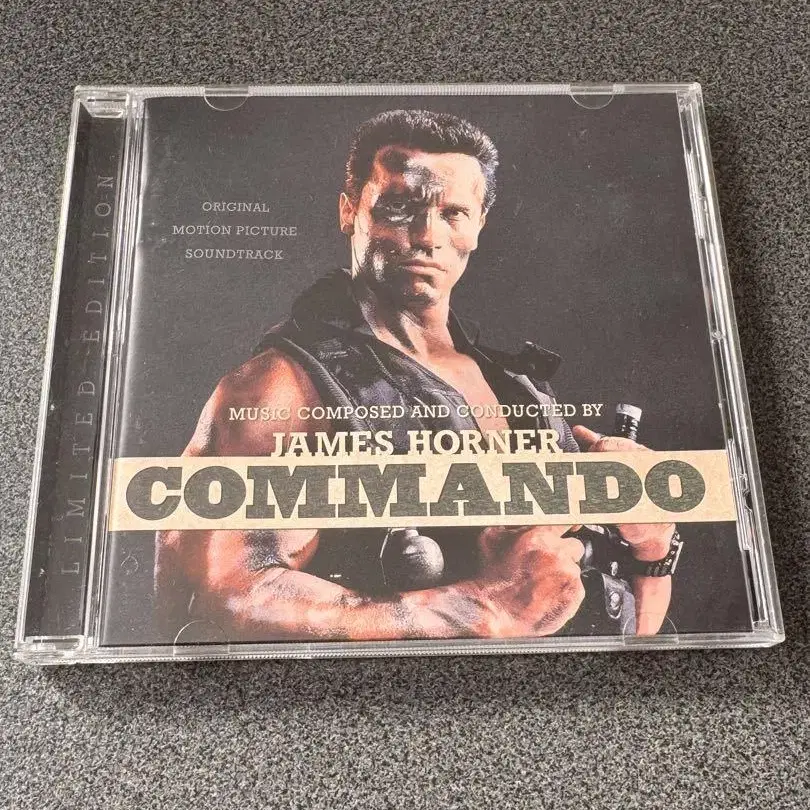 LIMITED EDITION
ORIGINAL
MOTION PICTURE
SOUNDTRACK
MUSIC COMPOSED AND CONDUCTED BY
JAMES HORNER
COMMANDO